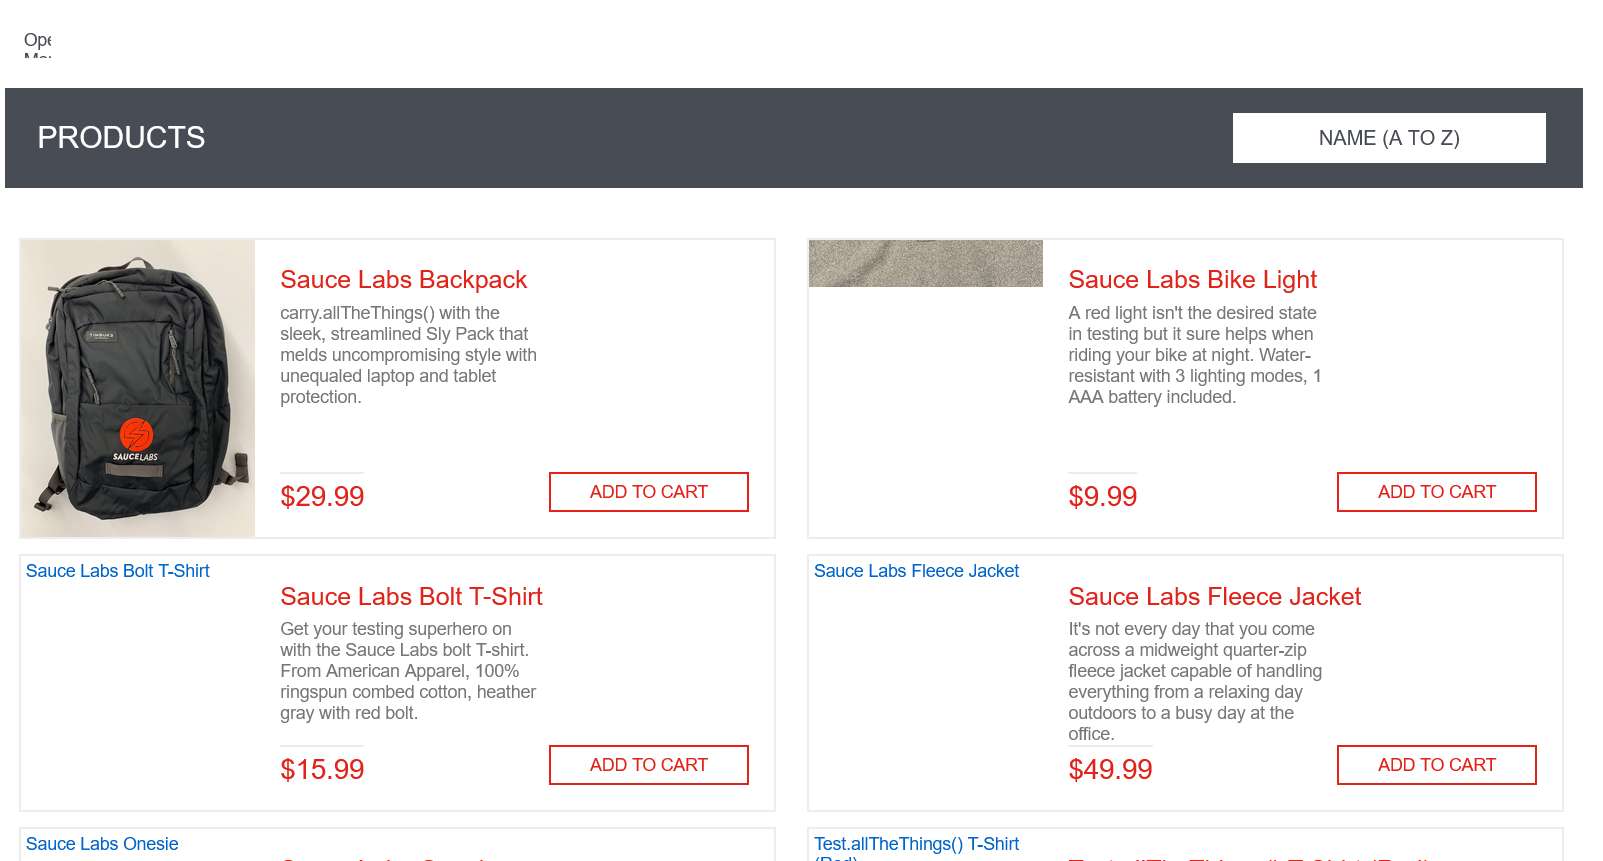 Ope
PRODUCTS
NAME (A TO Z)
TIMBUK2
SAUCELABS
Sauce Labs Backpack
carry.allTheThings() with the
sleek, streamlined Sly Pack that
melds uncompromising style with
unequaled laptop and tablet
protection.
$29.99
ADD TO CART
Sauce Labs Bike Light
A red light isn't the desired state
in testing but it sure helps when
riding your bike at night. Water-
resistant with 3 lighting modes, 1
AAA battery included.
$9.99
ADD TO CART
Sauce Labs Bolt T-Shirt
Sauce Labs Bolt T-Shirt
Get your testing superhero on
with the Sauce Labs bolt T-shirt.
From American Apparel, 100%
ringspun combed cotton, heather
gray with red bolt.
$15.99
ADD TO CART
Sauce Labs Fleece Jacket
Sauce Labs Fleece Jacket
It's not every day that you come
across a midweight quarter-zip
fleece jacket capable of handling
everything from a relaxing day
outdoors to a busy day at the
office.
$49.99
ADD TO CART
Sauce Labs Onesie
Test.allTheThings() T-Shirt